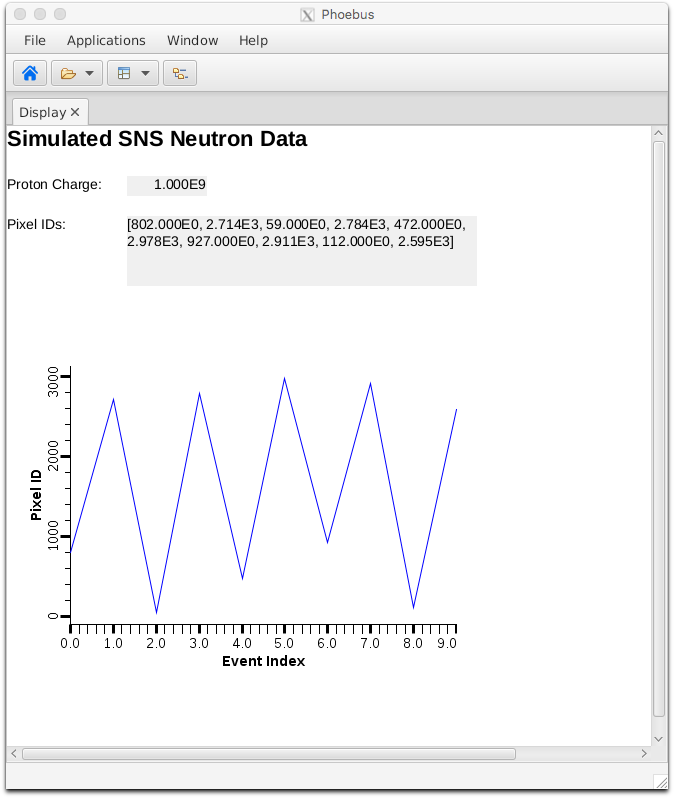 Phoebus
File Applications Window Help
Display
Simulated SNS Neutron Data
Proton Charge: 1.000E9
Pixel IDs: [802.000E0, 2.714E3, 59.000E0, 2.784E3, 472.000E0,
2.978E3, 927.000E0, 2.911E3, 112.000E0, 2.595E3]
3000
2000
1000
0
Pixel ID
0.0 1.0 2.0 3.0 4.0 5.0 6.0 7.0 8.0 9.0
Event Index